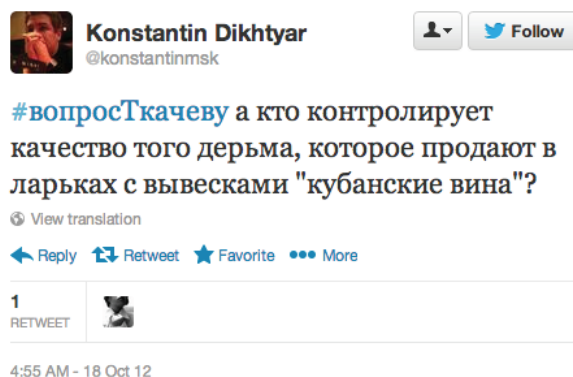 Konstantin Dikhtyar
@konstantinmsk
Follow
#вопросТкачеву а кто контролирует
качество того дерьма, которое продают в
ларьках с вывесками "кубанские вина"?
View translation
Reply Retweet Favorite More
1
RETWEET
4:55 AM - 18 Oct 12